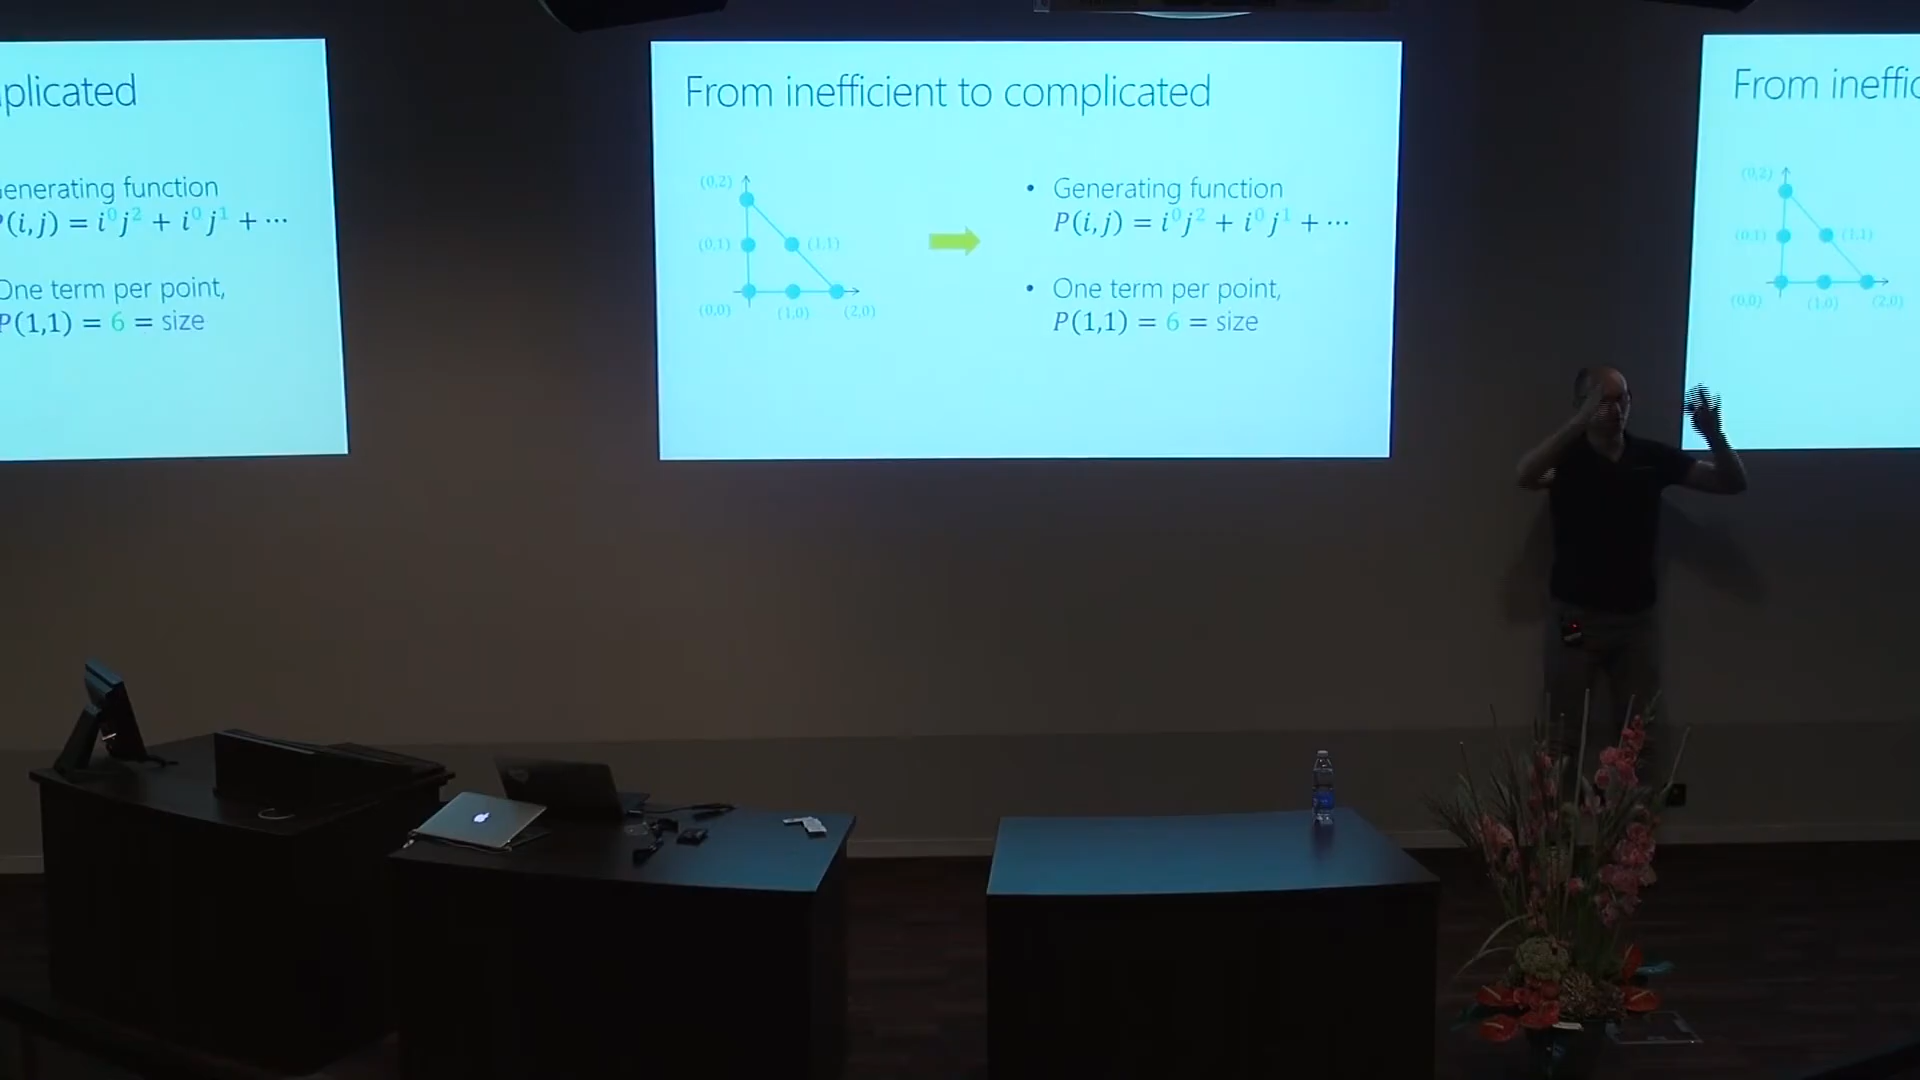 plicated
enerating function
P(i,j) = i⁰j² + i⁰j¹ + ⋯
One term per point,
P(1,1) = 6 = size
From inefficient to complicated
(0,2)
(0,1)
(1,1)
(0,0)
(1,0)
(2,0)
• Generating function
P(i,j) = i⁰j² + i⁰j¹ + ⋯
• One term per point,
P(1,1) = 6 = size
From ineffic
(0,2)
(0,1)
(1,1)
(0,0)
(1,0)
(2,0)